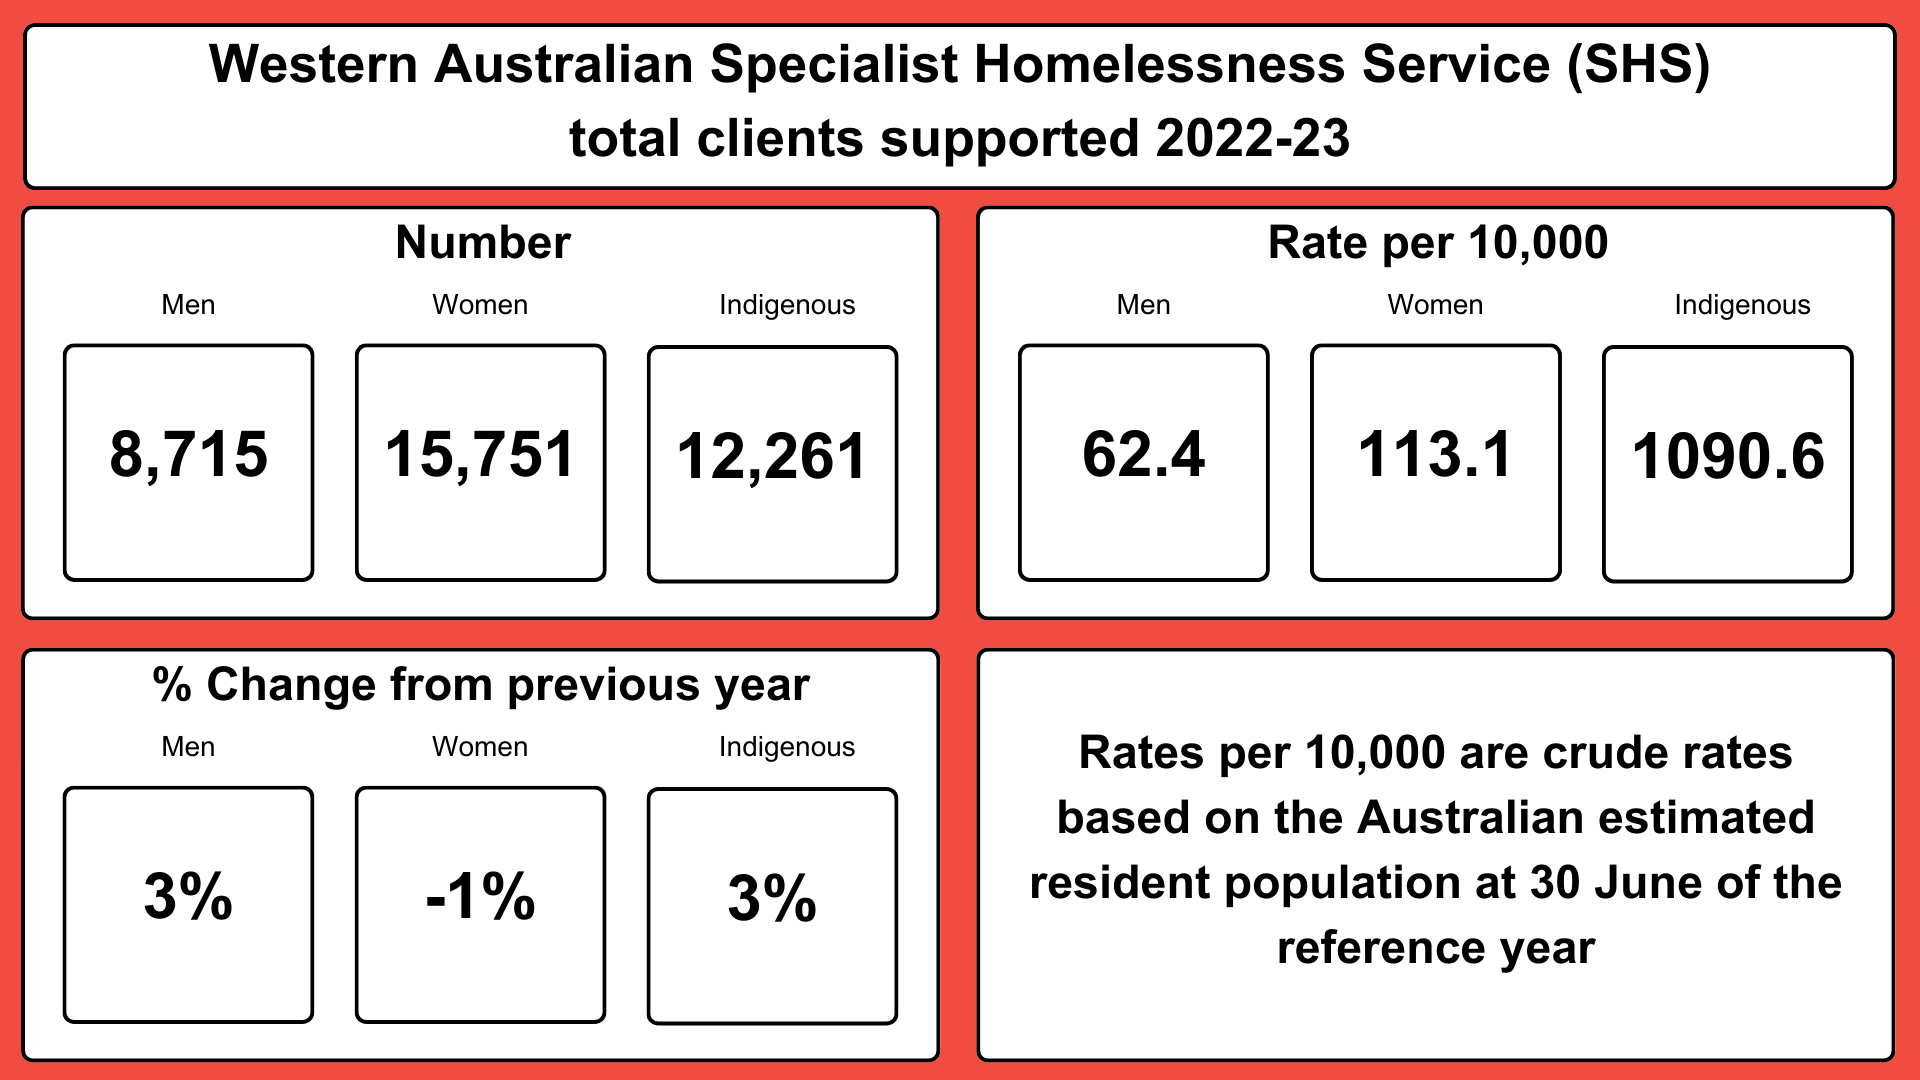 Western Australian Specialist Homelessness Service (SHS)
total clients supported 2022-23
Number
Men Women Indigenous
8,715 15,751 12,261
Rate per 10,000
Men Women Indigenous
62.4 113.1 1090.6
% Change from previous year
Men Women Indigenous
3% -1% 3%
Rates per 10,000 are crude rates
based on the Australian estimated
resident population at 30 June of the
reference year